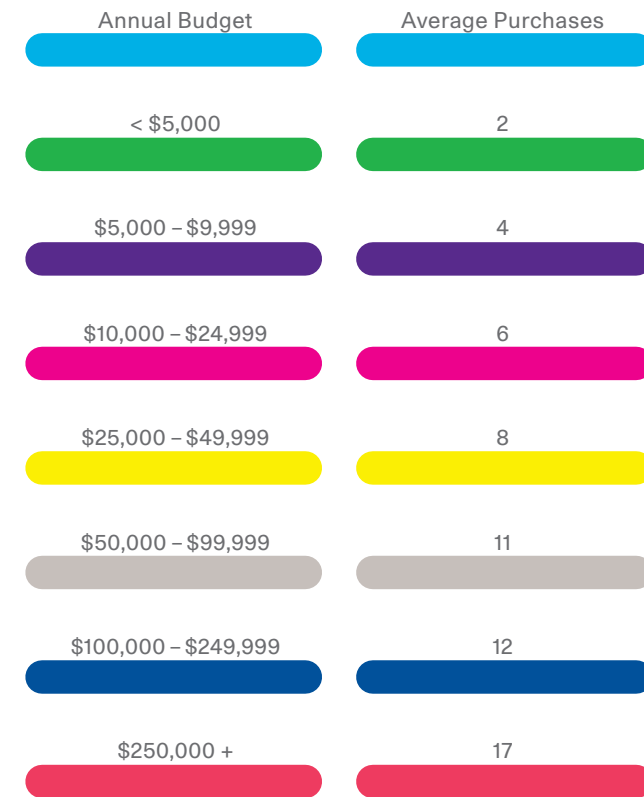 Annual Budget Average Purchases
< $5,000 2
$5,000 – $9,999 4
$10,000 – $24,999 6
$25,000 – $49,999 8
$50,000 – $99,999 11
$100,000 – $249,999 12
$250,000 + 17